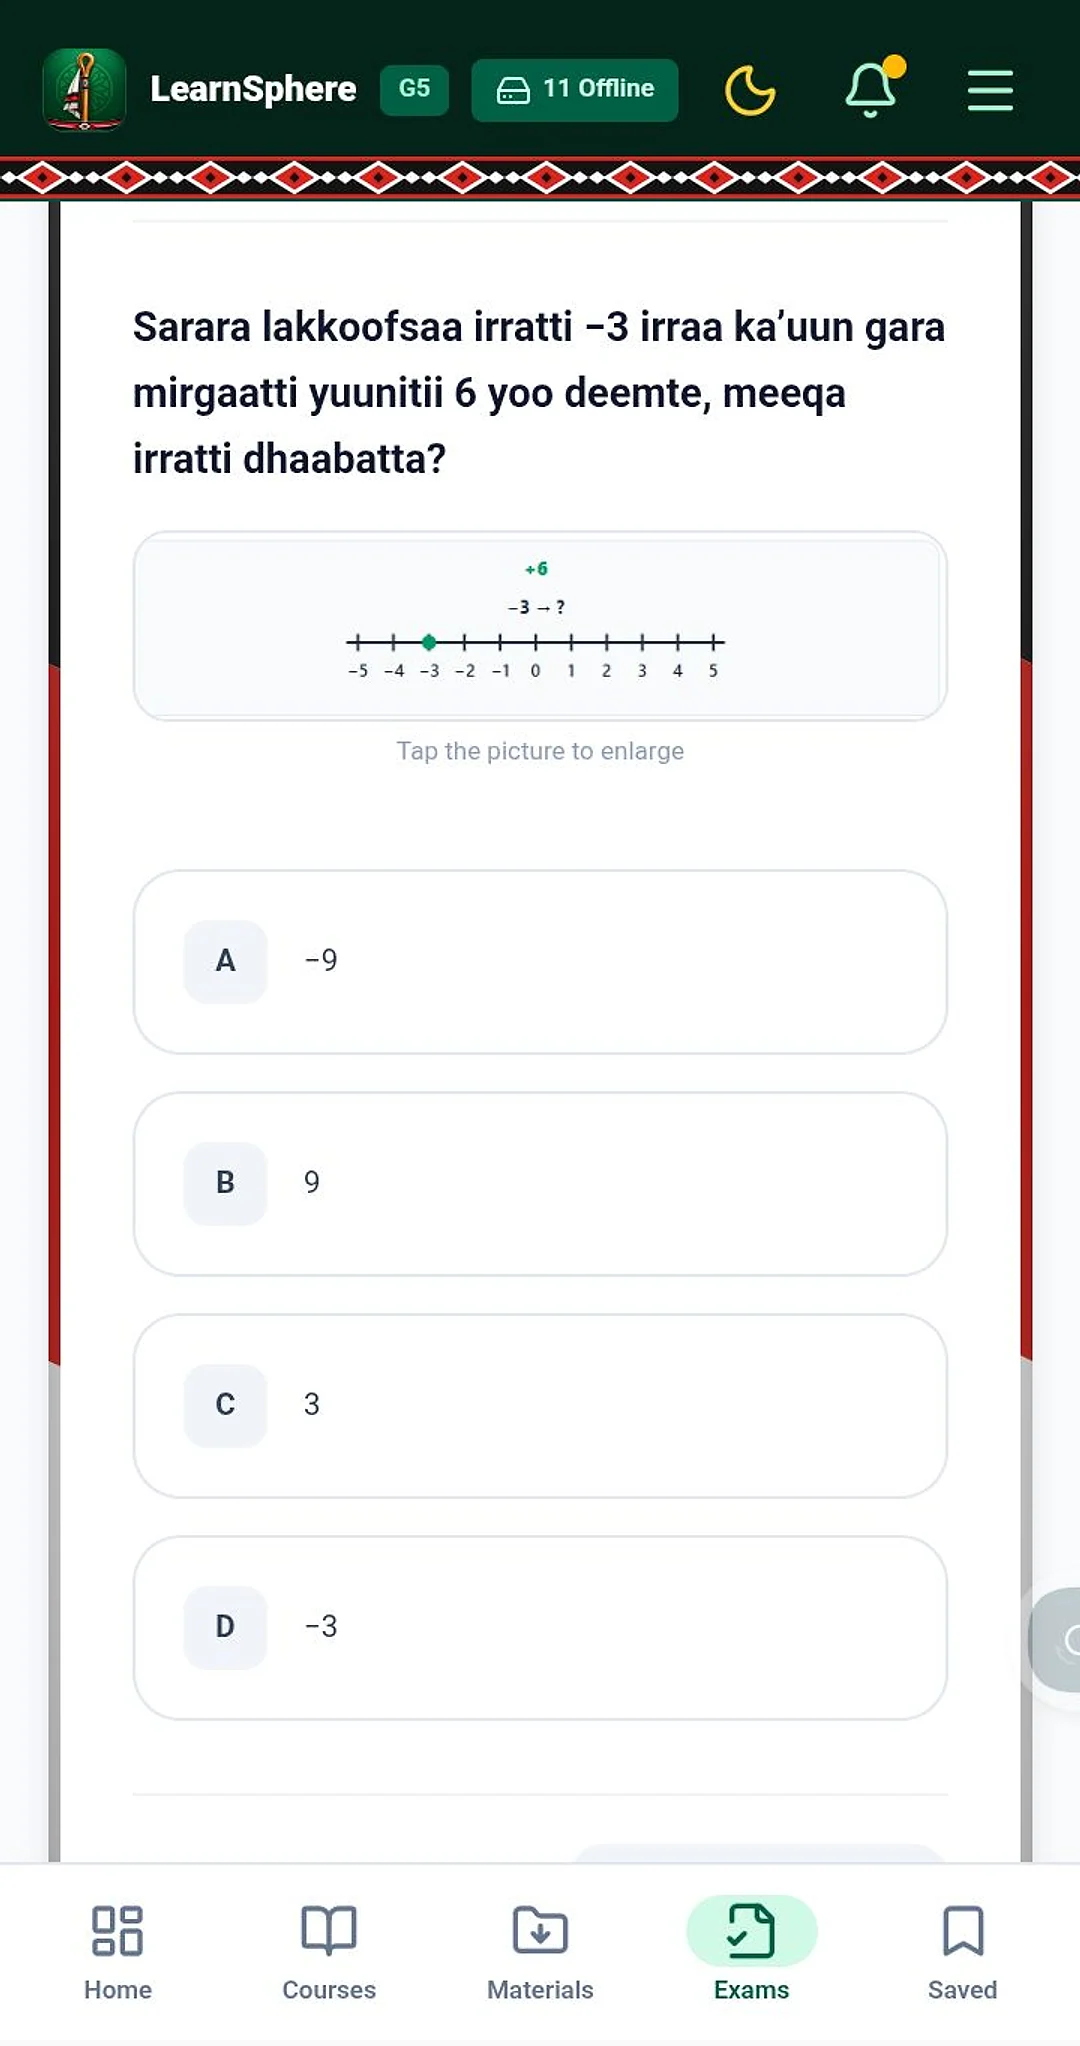 LearnSphere G5 11 Offline
Sarara lakkoofsaa irratti −3 irraa ka’uun gara
mirgaatti yuunitii 6 yoo deemte, meeqa
irratti dhaabatta?
+6
−3 → ?
−5 −4 −3 −2 −1 0 1 2 3 4 5
Tap the picture to enlarge
A −9
B 9
C 3
D −3
Home Courses Materials Exams Saved